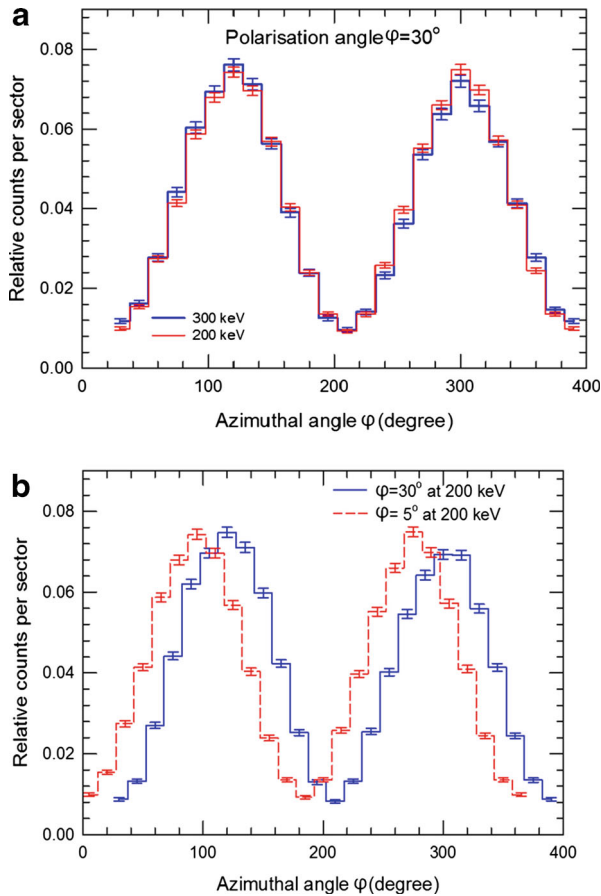 a
Polarisation angle φ=30°
Relative counts per sector
0.08
0.06
0.04
0.02
0.00
300 keV
200 keV
0
100
200
300
400
Azimuthal angle φ (degree)
b
φ=30° at 200 keV
φ= 5° at 200 keV
Relative counts per sector
0.08
0.06
0.04
0.02
0.00
0
100
200
300
400
Azimuthal angle φ (degree)